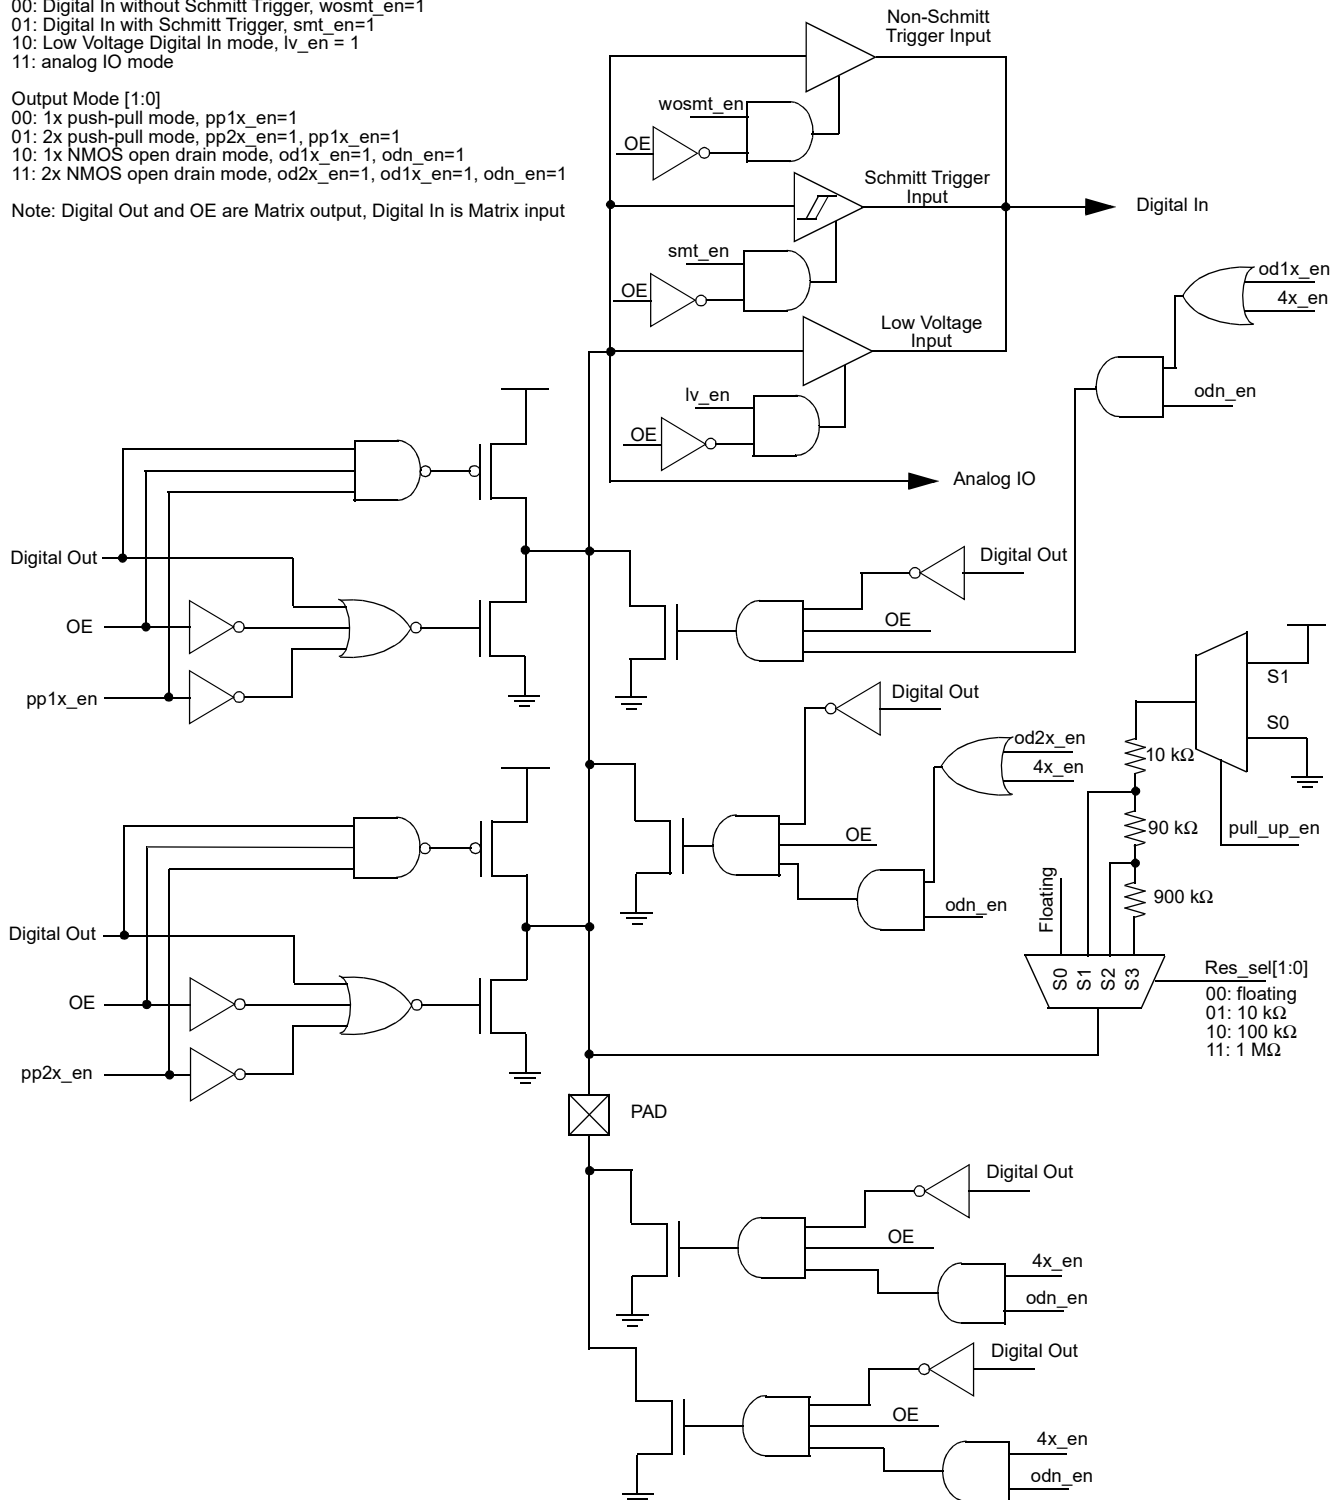 00: Digital In without Schmitt Trigger, wosmt_en=1
01: Digital In with Schmitt Trigger, smt_en=1
10: Low Voltage Digital In mode, lv_en = 1
11: analog IO mode
Output Mode [1:0]
00: 1x push-pull mode, pp1x_en=1
01: 2x push-pull mode, pp2x_en=1, pp1x_en=1
10: 1x NMOS open drain mode, od1x_en=1, odn_en=1
11: 2x NMOS open drain mode, od2x_en=1, od1x_en=1, odn_en=1
Note: Digital Out and OE are Matrix output, Digital In is Matrix input
Non-Schmitt
Trigger Input
wosmt_en
OE
Schmitt Trigger
Input
Digital In
smt_en
OE
Low Voltage
Input
lv_en
OE
Analog IO
od1x_en
4x_en
odn_en
Digital Out
OE
pp1x_en
Digital Out
OE
Digital Out
od2x_en
4x_en
OE
odn_en
S1
S0
10 kΩ
90 kΩ
pull_up_en
900 kΩ
Floating
S0
S1
S2
S3
Res_sel[1:0]
00: floating
01: 10 kΩ
10: 100 kΩ
11: 1 MΩ
Digital Out
OE
pp2x_en
PAD
Digital Out
OE
4x_en
odn_en
Digital Out
OE
4x_en
odn_en